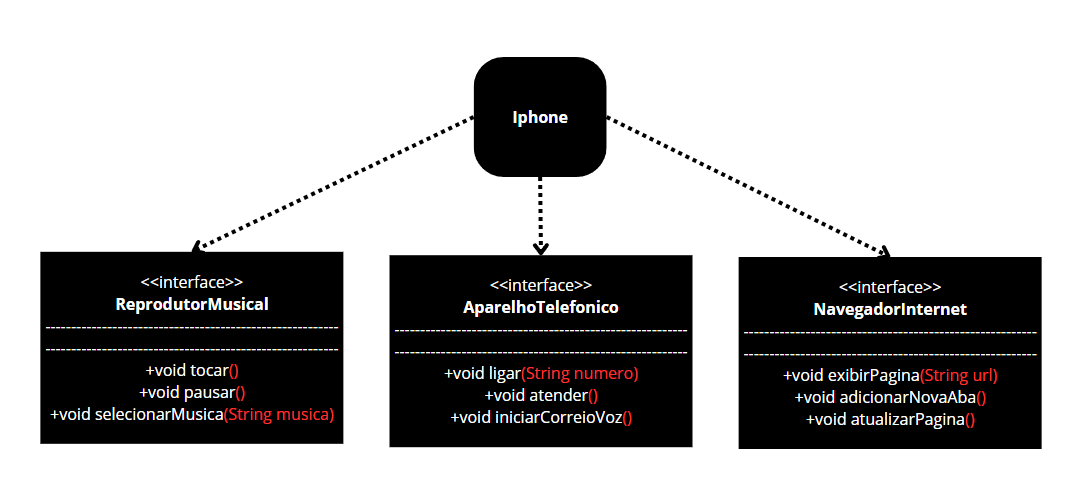 Iphone
<<interface>>
ReprodutorMusical
--------------------------------------------------------
--------------------------------------------------------
+void tocar()
+void pausar()
+void selecionarMusica(String musica)
<<interface>>
AparelhoTelefonico
--------------------------------------------------------
--------------------------------------------------------
+void ligar(String numero)
+void atender()
+void iniciarCorreioVoz()
<<interface>>
NavegadorInternet
--------------------------------------------------------
--------------------------------------------------------
+void exibirPagina(String url)
+void adicionarNovaAba()
+void atualizarPagina()